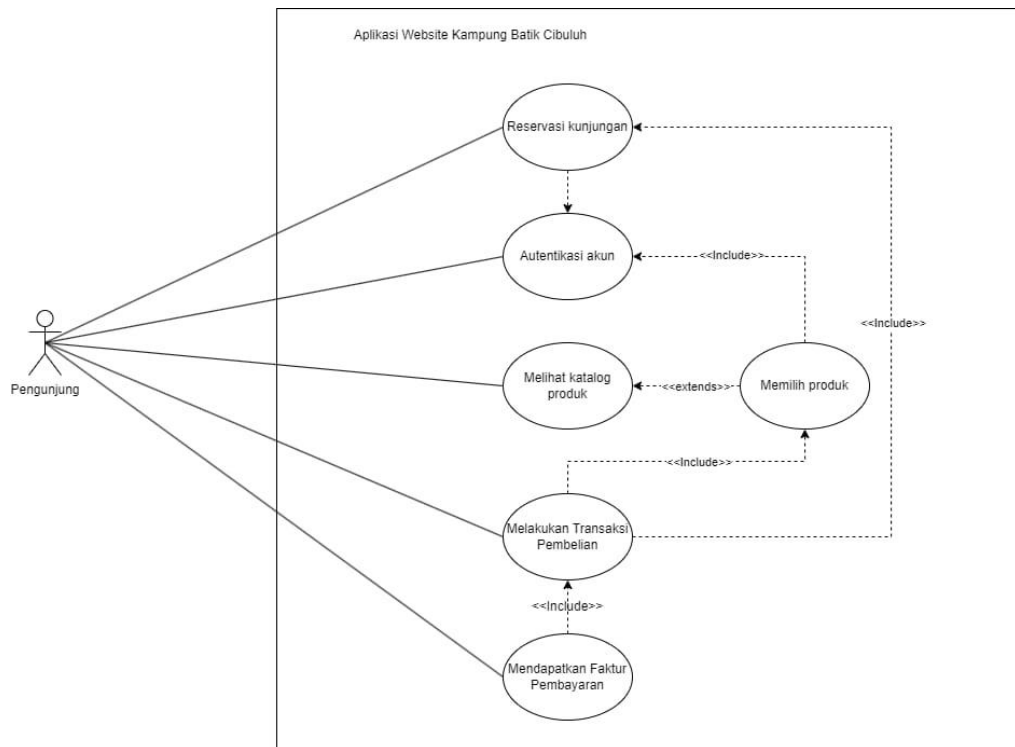 Aplikasi Website Kampung Batik Cibuluh
Reservasi kunjungan
Autentikasi akun
<<Include>>
<<Include>>
Pengunjung
Melihat katalog
produk
<<extends>>
Memilih produk
<<Include>>
Melakukan Transaksi
Pembelian
<<Include>>
Mendapatkan Faktur
Pembayaran